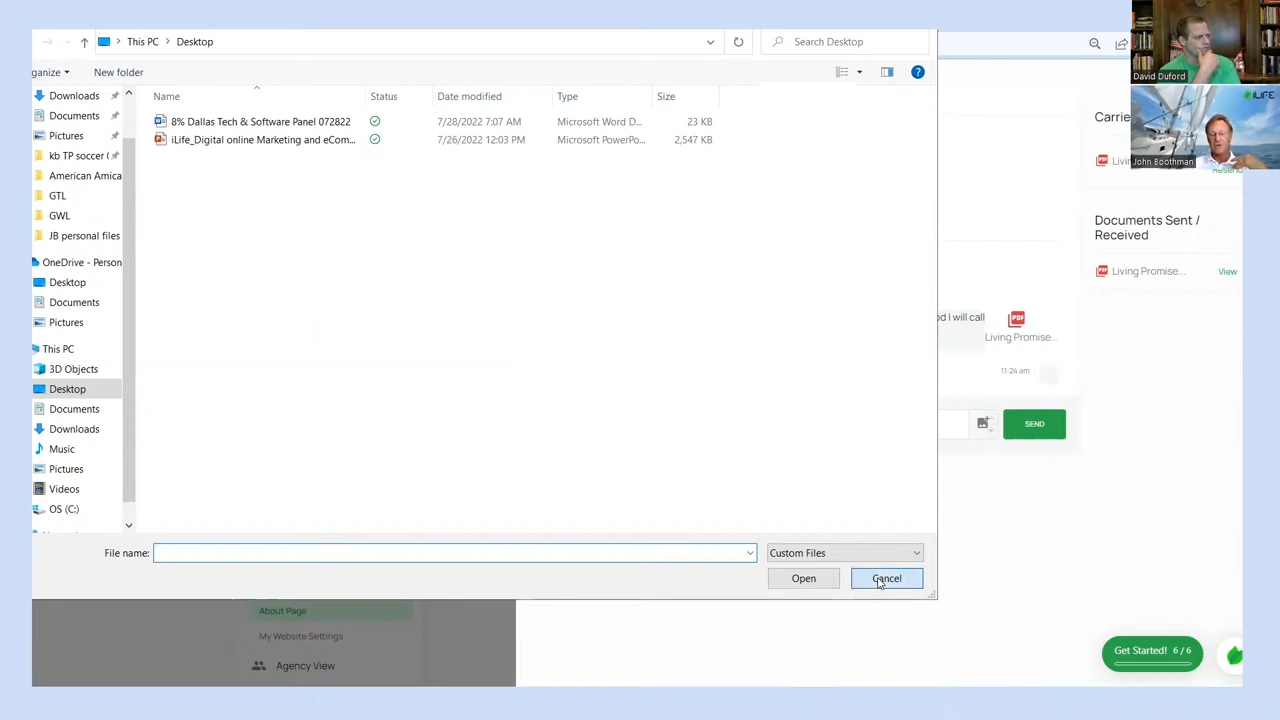 This PC
Desktop
Search Desktop
David Duford
iLIFE
John Boothman
ganize
New folder
?
Name
Status
Date modified
Type
Size
8% Dallas Tech & Software Panel 072822
7/28/2022 7:07 AM
Microsoft Word D...
23 KB
iLife_Digital online Marketing and eCom...
7/26/2022 12:03 PM
Microsoft PowerPo...
2,547 KB
Downloads
Documents
Pictures
kb TP soccer (
American Amica
GTL
GWL
JB personal files
OneDrive - Person
Desktop
Documents
Pictures
This PC
3D Objects
Desktop
Documents
Downloads
Music
Pictures
Videos
OS (C:)
File name:
Custom Files
Open
Cancel
Carrie
Livin
Resend
Documents Sent /
Received
Living Promise...
View
od I will call
PDF
Living Promise...
11:24 am
SEND
About Page
My Website Settings
Agency View
Get Started! 6 / 6